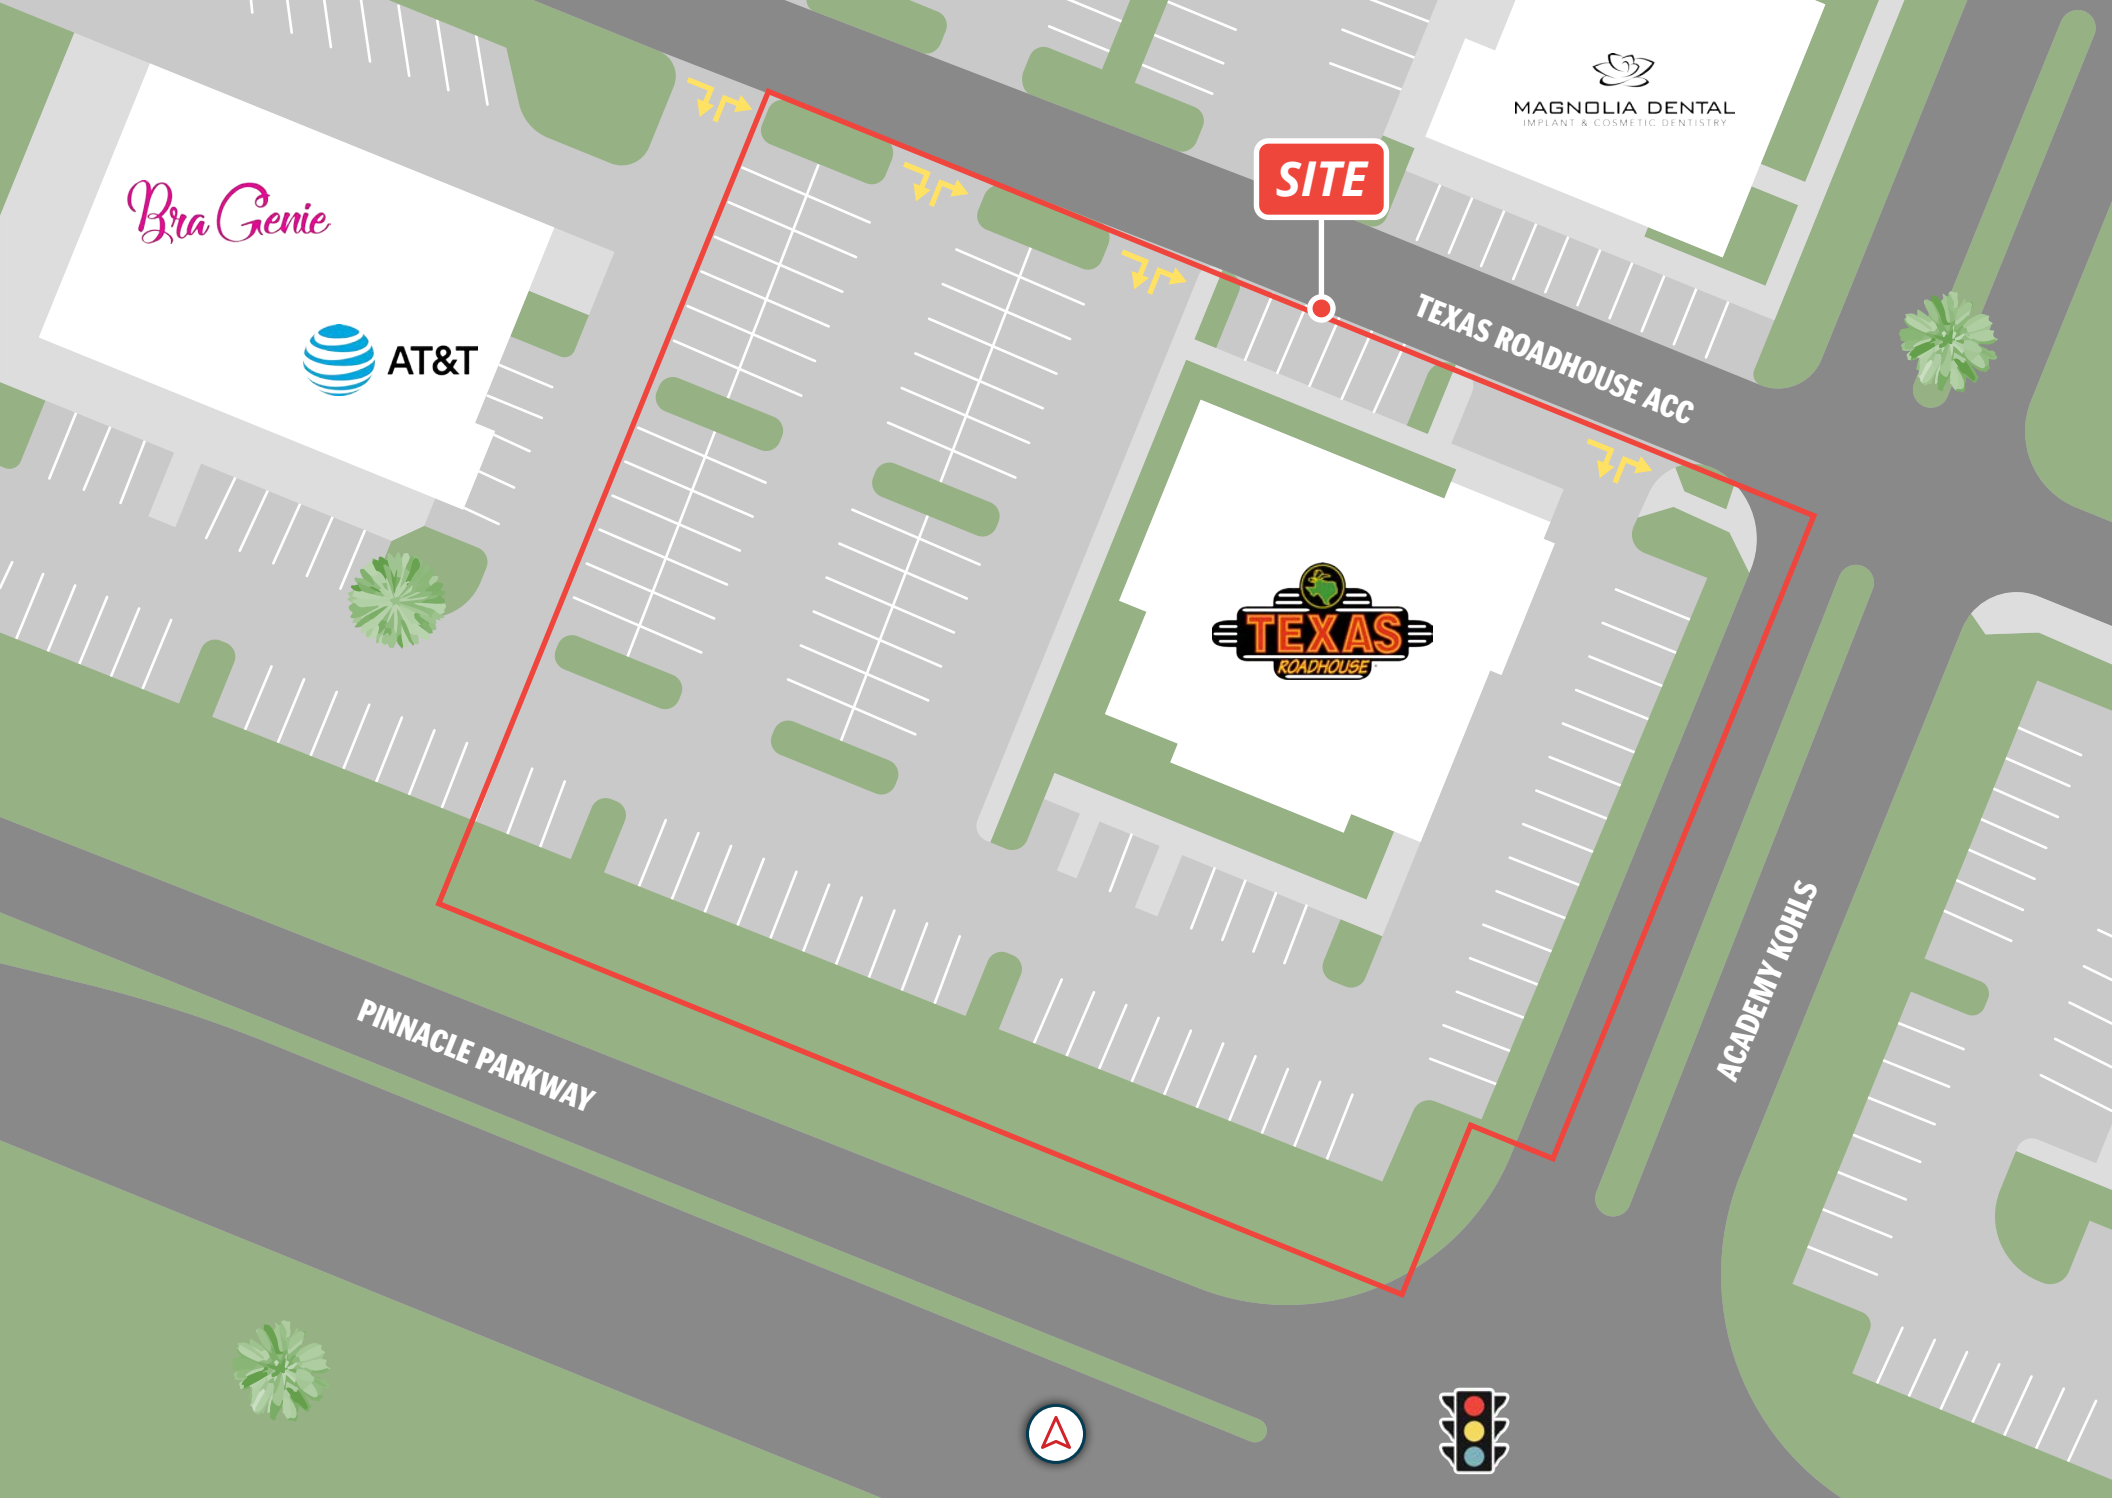 MAGNOLIA DENTAL
IMPLANT & COSMETIC DENTISTRY
SITE
Bra Genie
AT&T
TEXAS ROADHOUSE ACC
TEXAS
ROADHOUSE
ACADEMY KOHLS
PINNACLE PARKWAY